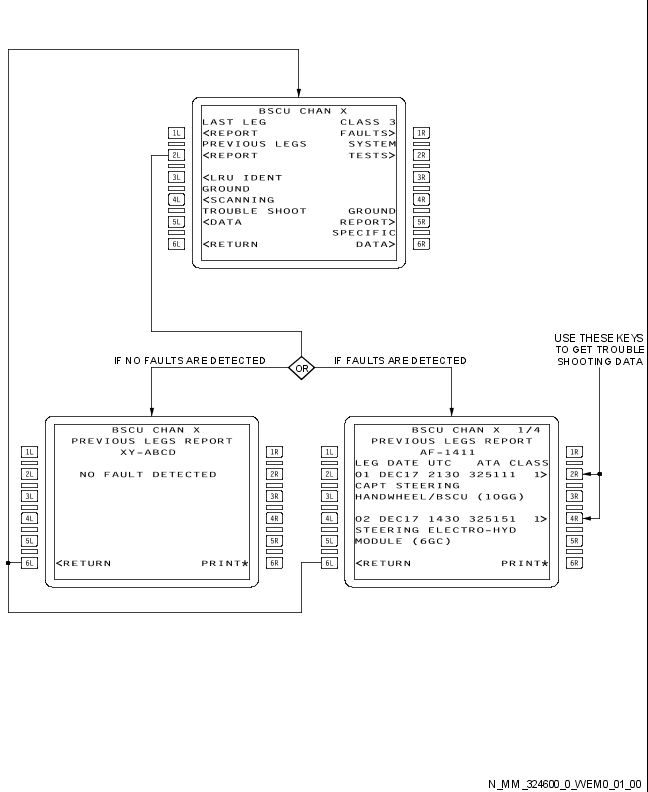 BSCU CHAN X
LAST LEG CLASS 3
1L <REPORT FAULTS> 1R
PREVIOUS LEGS SYSTEM
2L <REPORT TESTS> 2R
3L <LRU IDENT 3R
GROUND
4L <SCANNING 4R
TROUBLE SHOOT GROUND
5L <DATA REPORT> 5R
SPECIFIC
6L <RETURN DATA> 6R
USE THESE KEYS
TO GET TROUBLE
SHOOTING DATA
IF NO FAULTS ARE DETECTED OR IF FAULTS ARE DETECTED
BSCU CHAN X
PREVIOUS LEGS REPORT
1L XY-ABCD 1R
2L NO FAULT DETECTED 2R
3L 3R
4L 4R
5L 5R
6L <RETURN PRINT* 6R
BSCU CHAN X 1/4
PREVIOUS LEGS REPORT
1L AF-1411 1R
LEG DATE UTC ATA CLASS
2L 01 DEC17 2130 325111 1> 2R
CAPT STEERING
3L HANDWHEEL/BSCU (10GG) 3R
4L 02 DEC17 1430 325151 1> 4R
STEERING ELECTRO-HYD
5L MODULE (6GC) 5R
6L <RETURN PRINT* 6R
N_MM_324600_0_WEM0_01_00